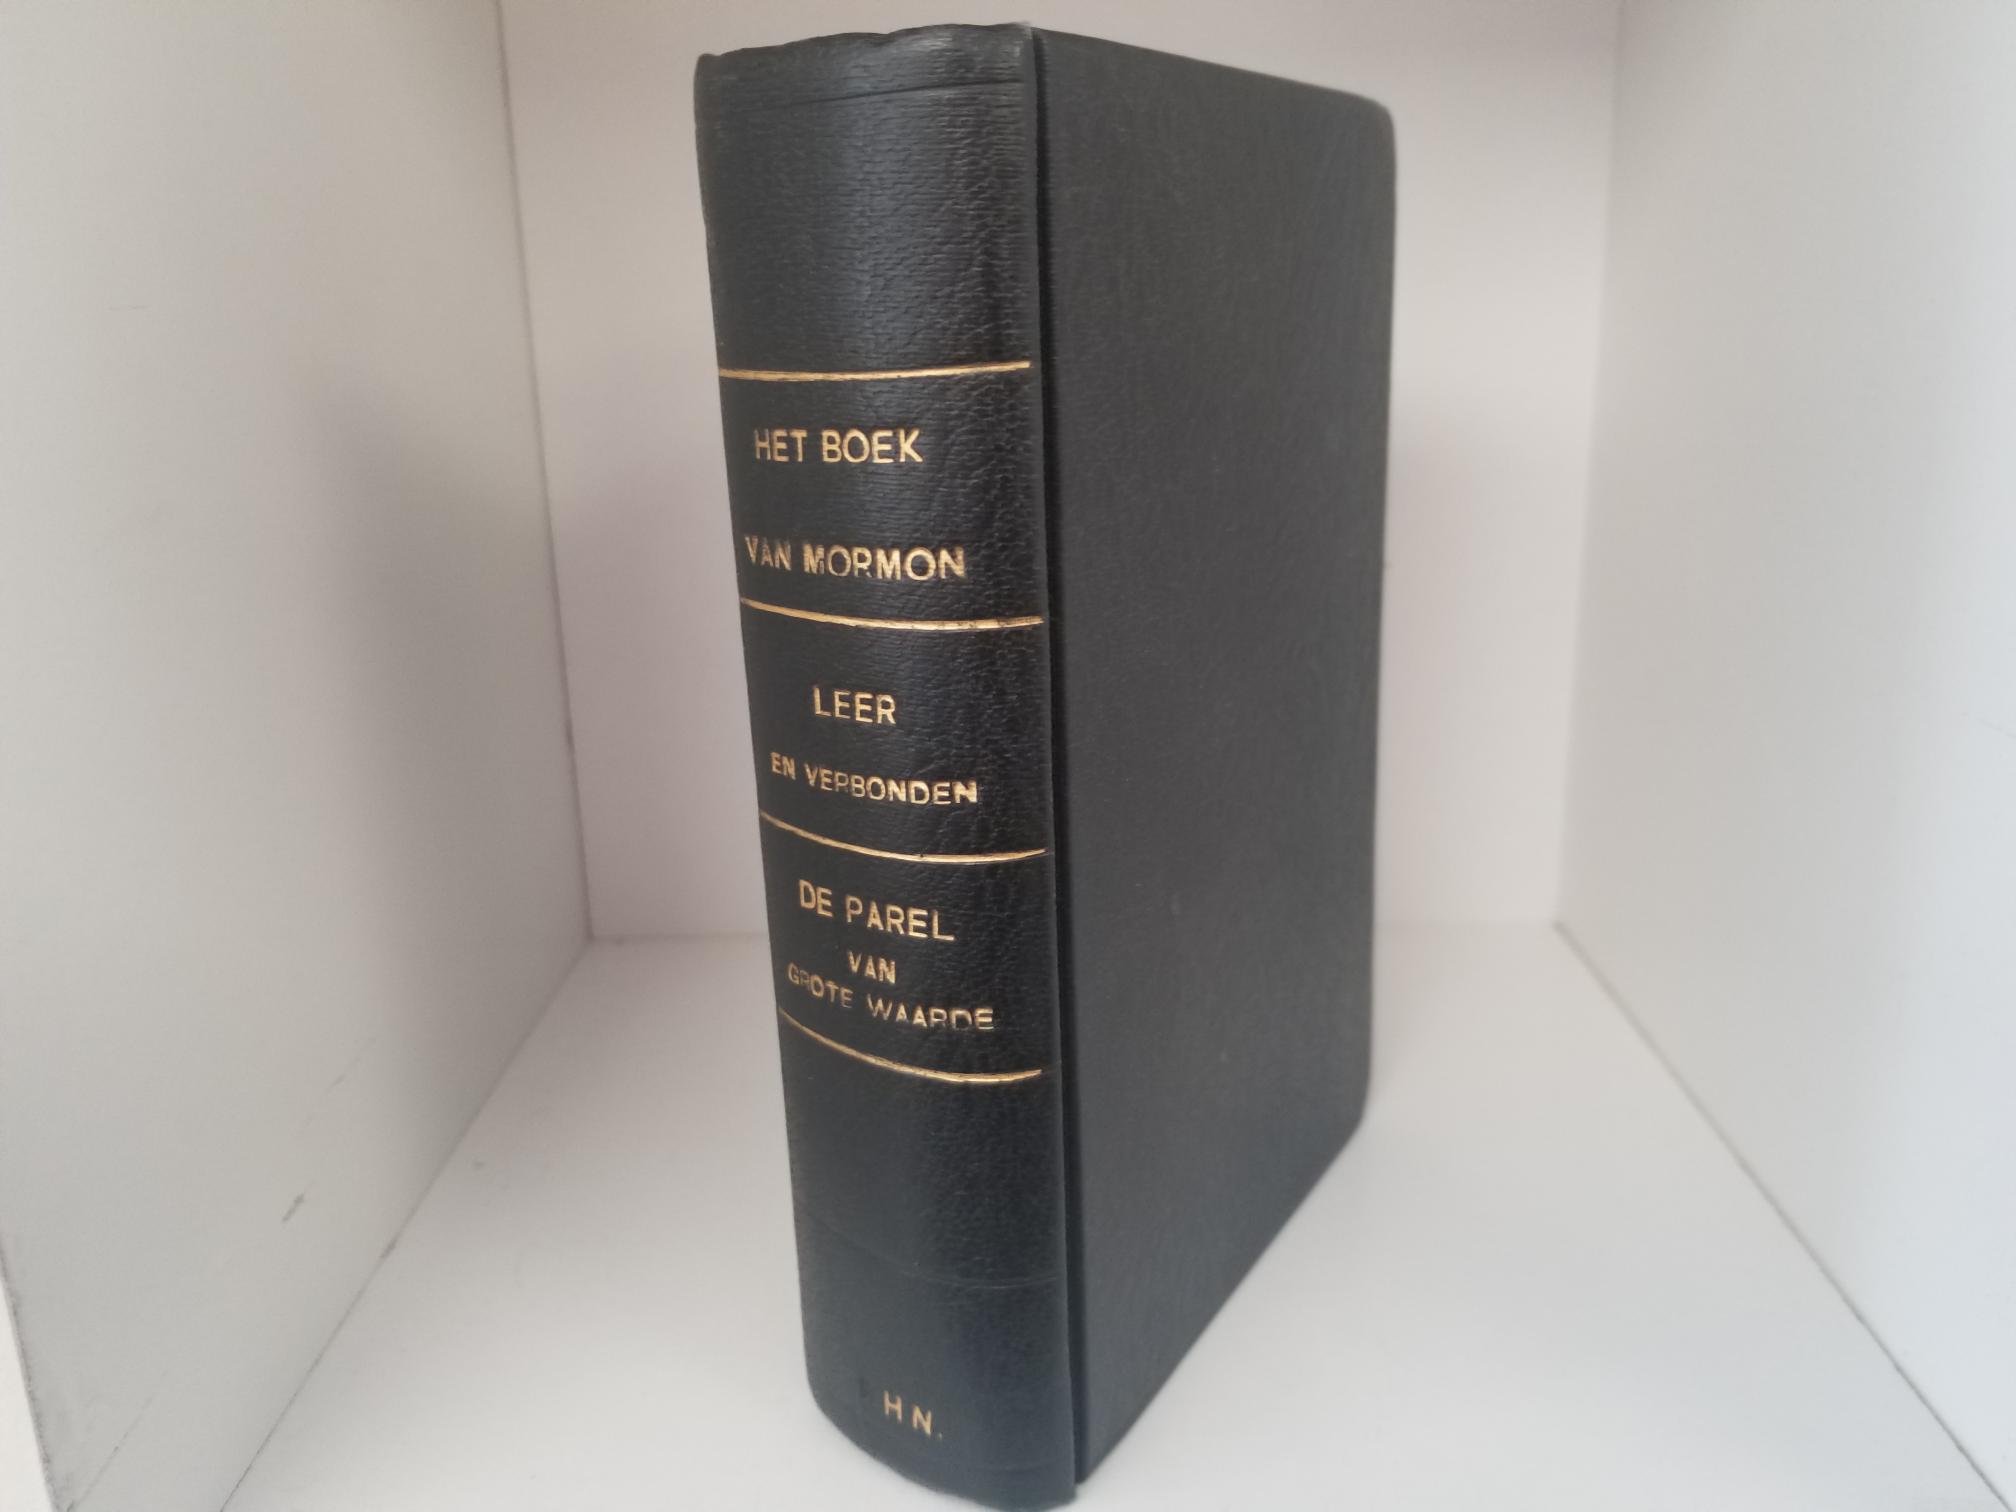 HET BOEK
VAN MORMON
LEER
EN VERBONDEN
DE PAREL
VAN
GROTE WAARDE
H N.